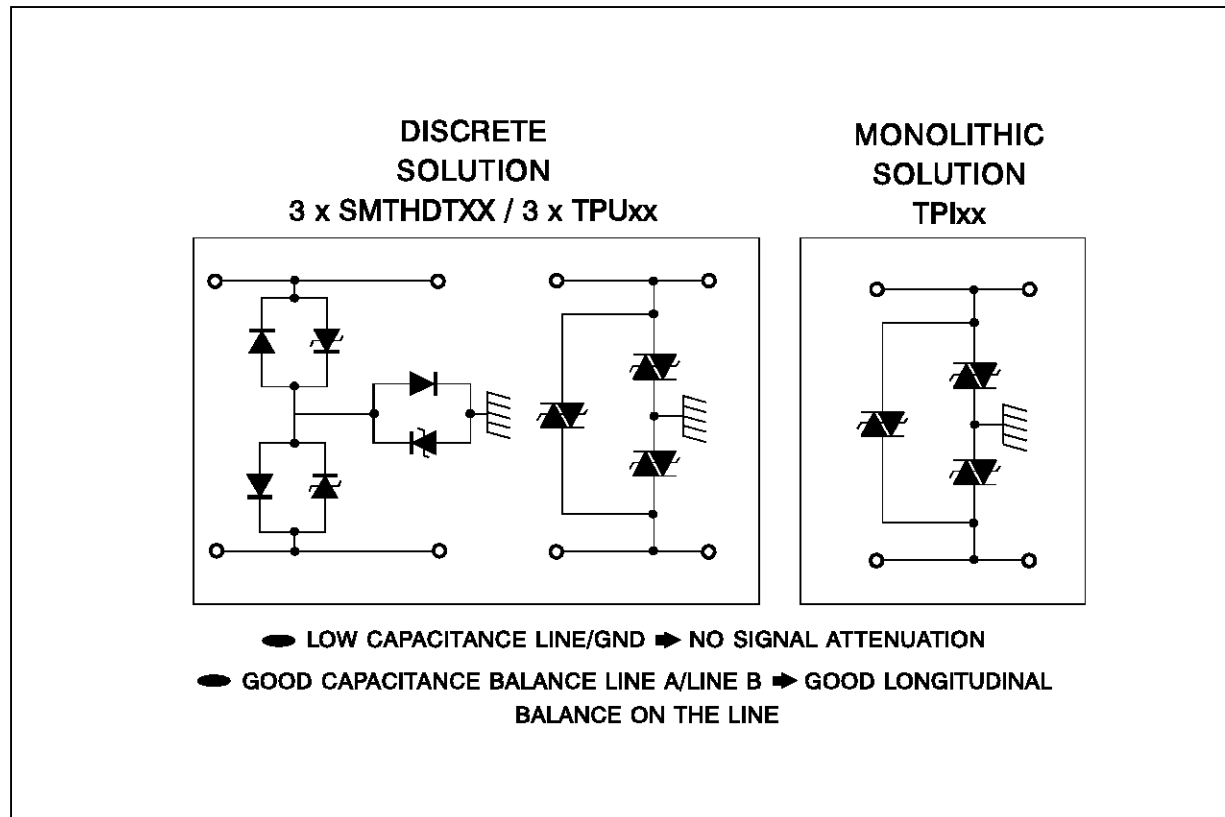 DISCRETE
SOLUTION
3 x SMTHDTXX / 3 x TPUxx
MONOLITHIC
SOLUTION
TPIxx
LOW CAPACITANCE LINE/GND ➡ NO SIGNAL ATTENUATION
GOOD CAPACITANCE BALANCE LINE A/LINE B ➡ GOOD LONGITUDINAL
BALANCE ON THE LINE